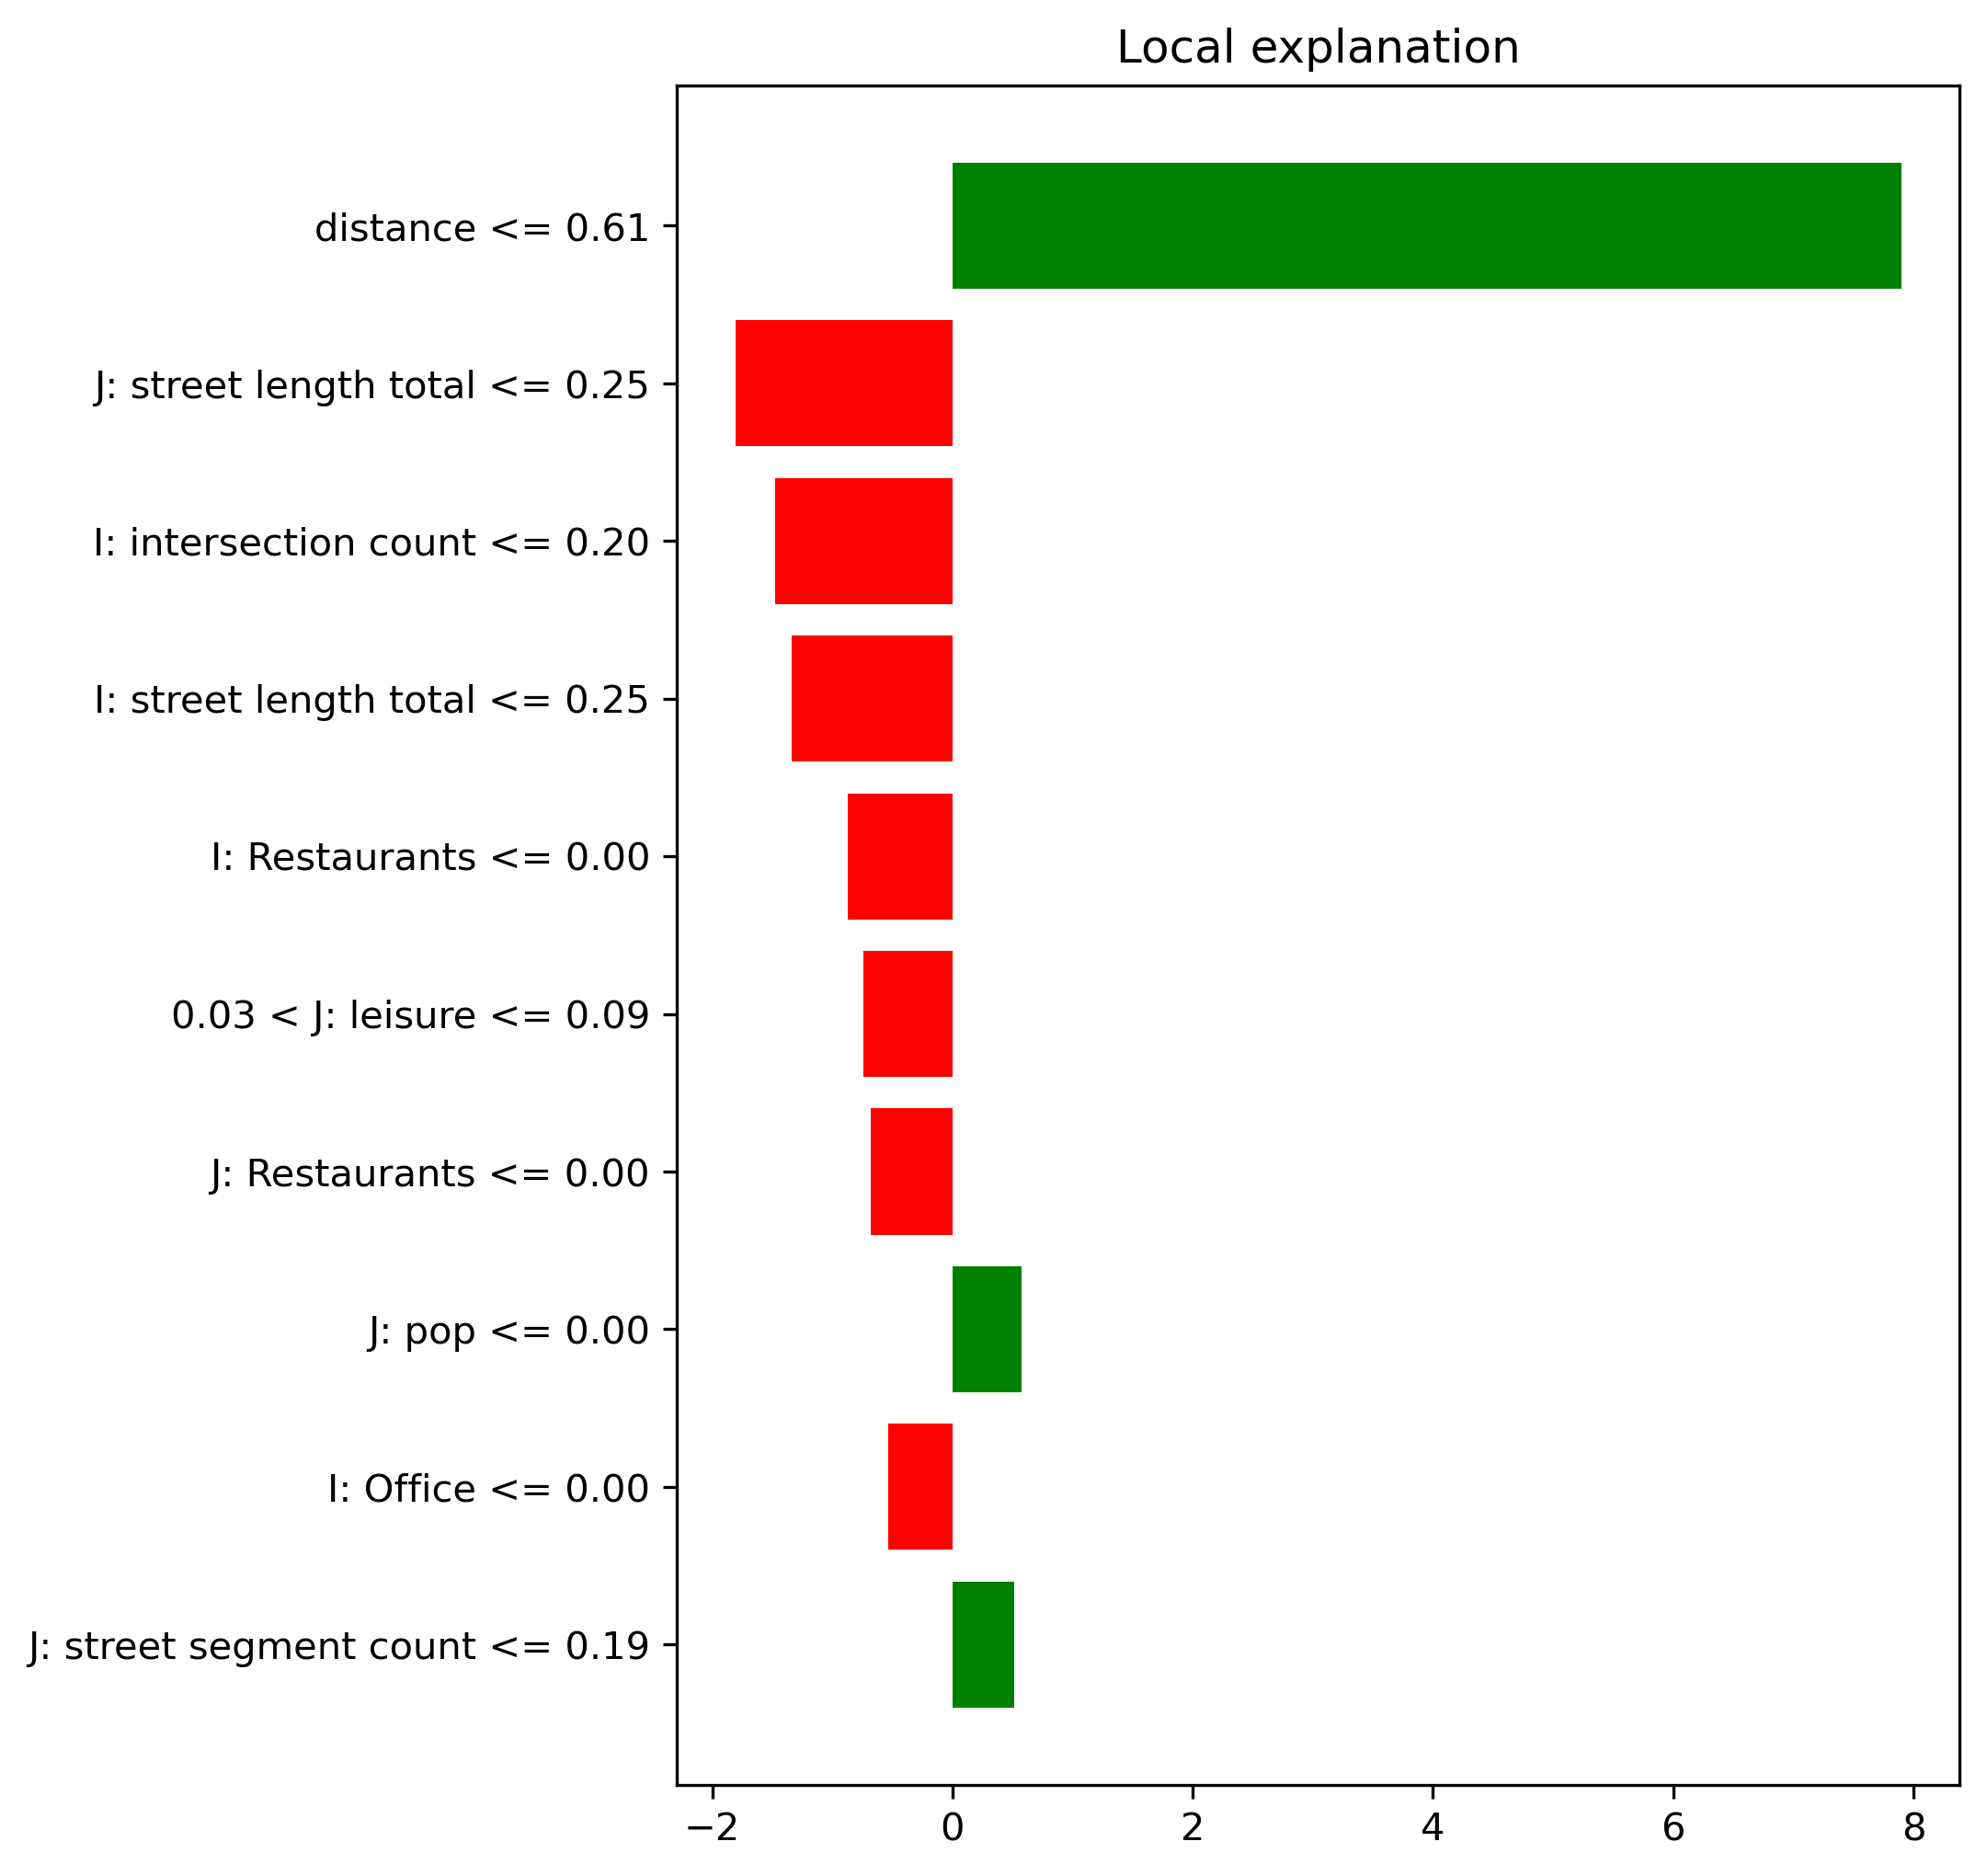 Local explanation
distance <= 0.61
J: street length total <= 0.25
I: intersection count <= 0.20
I: street length total <= 0.25
I: Restaurants <= 0.00
0.03 < J: leisure <= 0.09
J: Restaurants <= 0.00
J: pop <= 0.00
I: Office <= 0.00
J: street segment count <= 0.19
−2 0 2 4 6 8